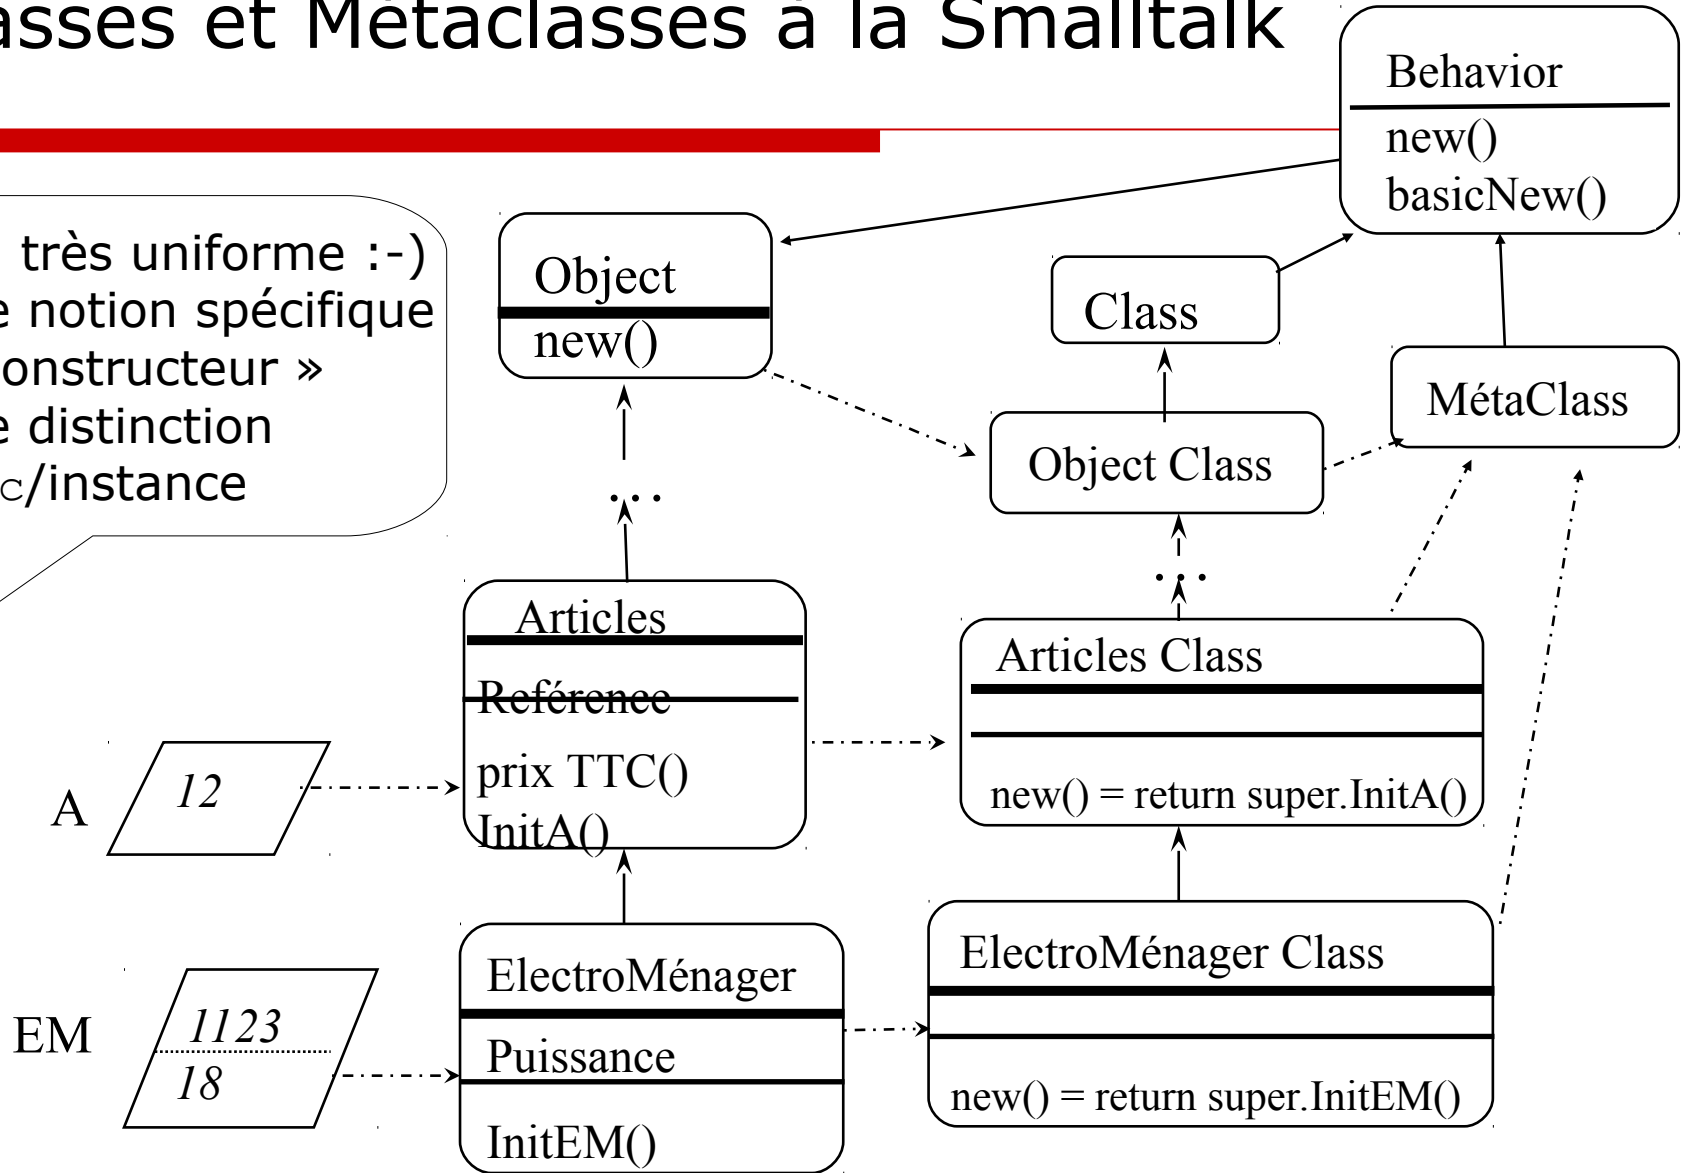 asses et Métaclasses à la Smalltalk
très uniforme :-)
e notion spécifique
onstructeur »
e distinction
c/instance
Behavior
new()
basicNew()
Object
new()
Class
MétaClass
Object Class
...
...
Articles
Reférence
prix TTC()
InitA()
Articles Class
new() = return super.InitA()
A
12
ElectroMénager
Puissance
InitEM()
ElectroMénager Class
new() = return super.InitEM()
EM
1123
18